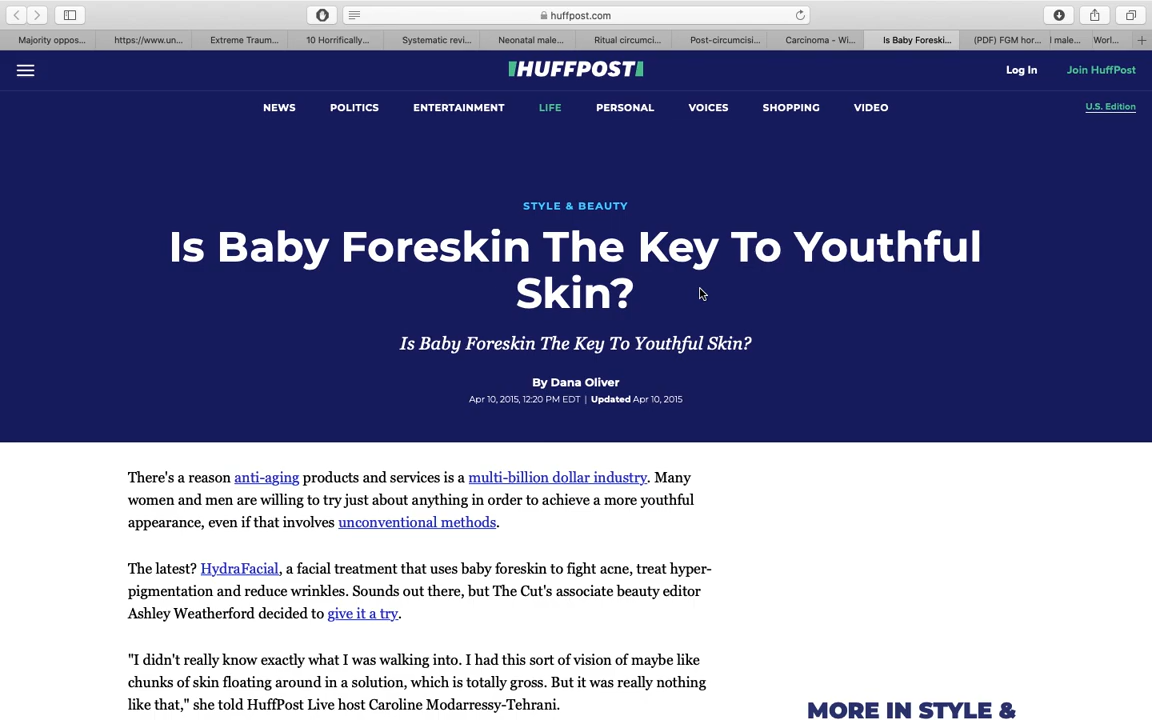 huffpost.com
Majority oppos... https://www.un... Extreme Traum... 10 Horrifically... Systematic revi... Neonatal male... Ritual circumci... Post-circumcisi... Carcinoma - Wi... Is Baby Foreski... (PDF) FGM hor... l male... Worl...
HUFFPOST
Log In Join HuffPost
NEWS POLITICS ENTERTAINMENT LIFE PERSONAL VOICES SHOPPING VIDEO U.S. Edition
STYLE & BEAUTY
Is Baby Foreskin The Key To Youthful
Skin?
Is Baby Foreskin The Key To Youthful Skin?
By Dana Oliver
Apr 10, 2015, 12:20 PM EDT | Updated Apr 10, 2015
There's a reason anti-aging products and services is a multi-billion dollar industry. Many
women and men are willing to try just about anything in order to achieve a more youthful
appearance, even if that involves unconventional methods.
The latest? HydraFacial, a facial treatment that uses baby foreskin to fight acne, treat hyper-
pigmentation and reduce wrinkles. Sounds out there, but The Cut's associate beauty editor
Ashley Weatherford decided to give it a try.
"I didn't really know exactly what I was walking into. I had this sort of vision of maybe like
chunks of skin floating around in a solution, which is totally gross. But it was really nothing
like that," she told HuffPost Live host Caroline Modarressy-Tehrani.
MORE IN STYLE &